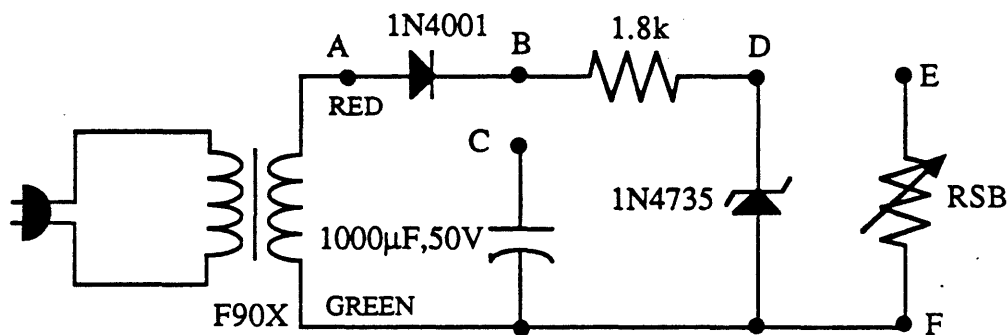 1N4001
1.8k
A
B
D
E
RED
C
1N4735
RSB
1000μF,50V
F90X
GREEN
F